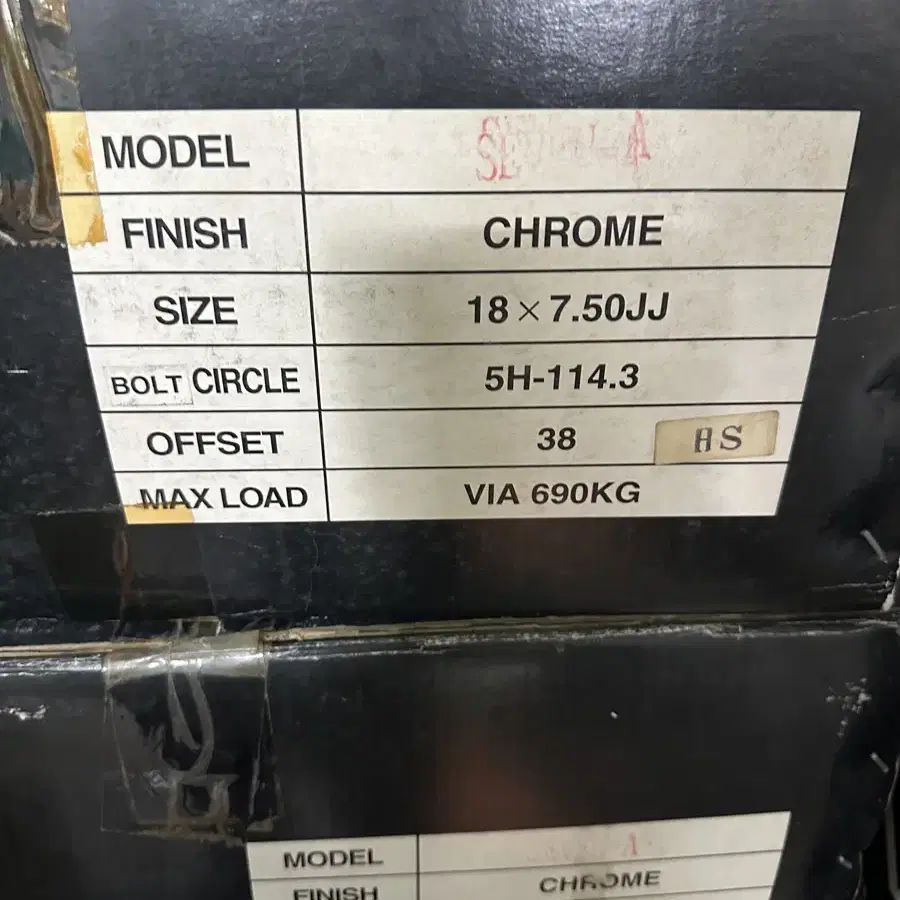 MODEL
FINISH CHROME
SIZE 18×7.50JJ
BOLT CIRCLE 5H-114.3
OFFSET 38 HS
MAX LOAD VIA 690KG
MODEL
FINISH CHROME